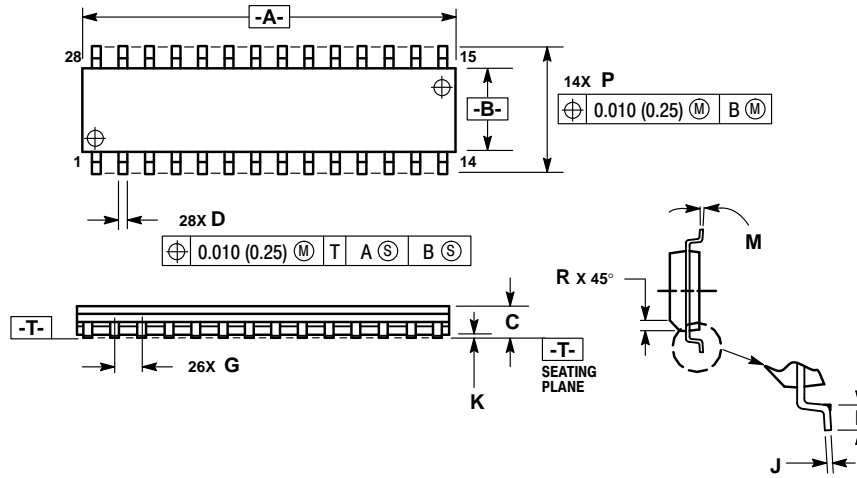 -A-
28
15
-B-
14X P
⌖ 0.010 (0.25) Ⓜ B Ⓜ
1
14
28X D
⌖ 0.010 (0.25) Ⓜ T A Ⓢ B Ⓢ
M
R X 45°
-T-
C
26X G
K
-T-
SEATING
PLANE
J